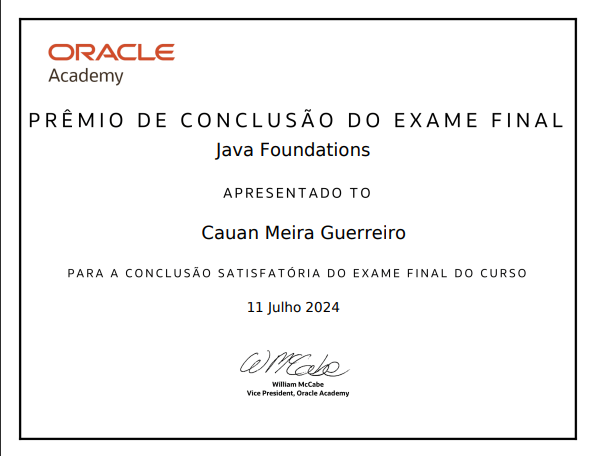 ORACLE
Academy
PRÊMIO DE CONCLUSÃO DO EXAME FINAL
Java Foundations
APRESENTADO TO
Cauan Meira Guerreiro
PARA A CONCLUSÃO SATISFATÓRIA DO EXAME FINAL DO CURSO
11 Julho 2024
W McCabe
William McCabe
Vice President, Oracle Academy